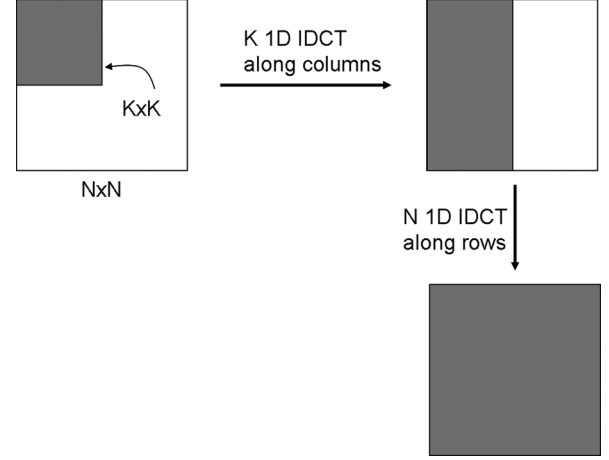 K 1D IDCT
along columns
KxK
NxN
N 1D IDCT
along rows